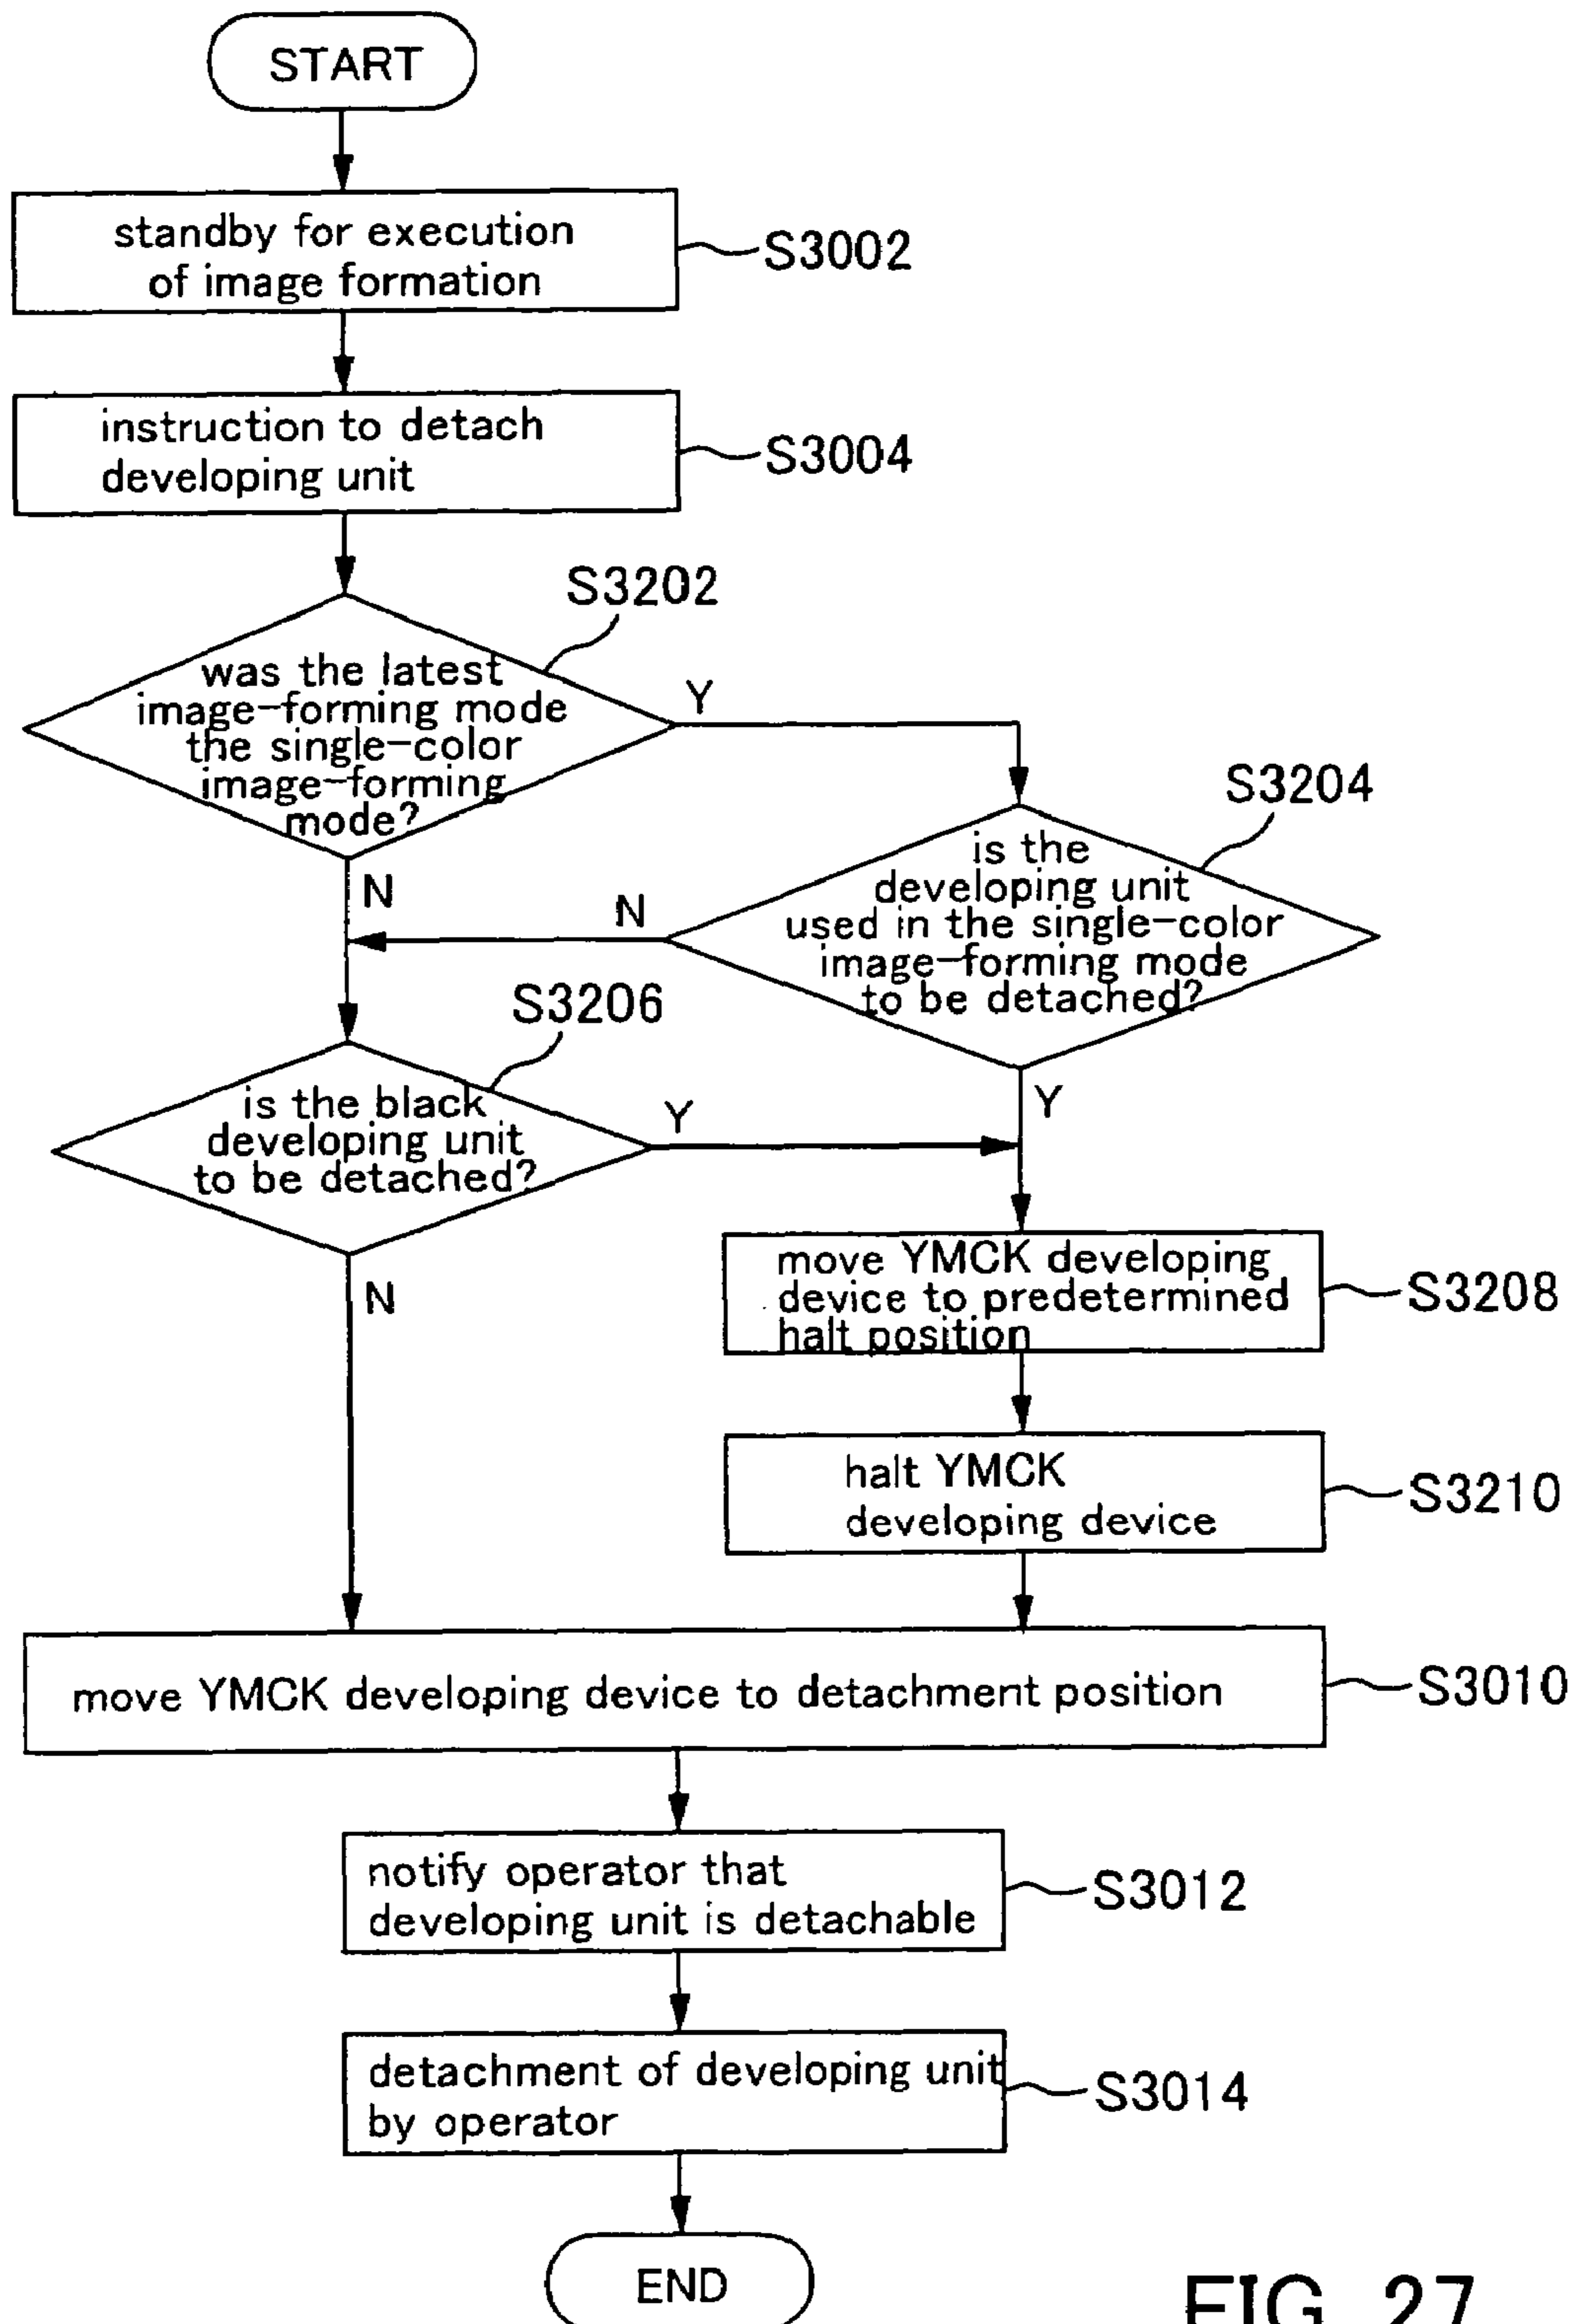 START
standby for execution
of image formation
S3002
instruction to detach
developing unit
S3004
S3202
was the latest
image-forming mode
the single-color
image-forming
mode?
Y
N
S3204
is the
developing unit
used in the single-color
image-forming mode
to be detached?
N
Y
S3206
is the black
developing unit
to be detached?
Y
N
move YMCK developing
device to predetermined
halt position
S3208
halt YMCK
developing device
S3210
move YMCK developing device to detachment position
S3010
notify operator that
developing unit is detachable
S3012
detachment of developing unit
by operator
S3014
END
FIG. 27